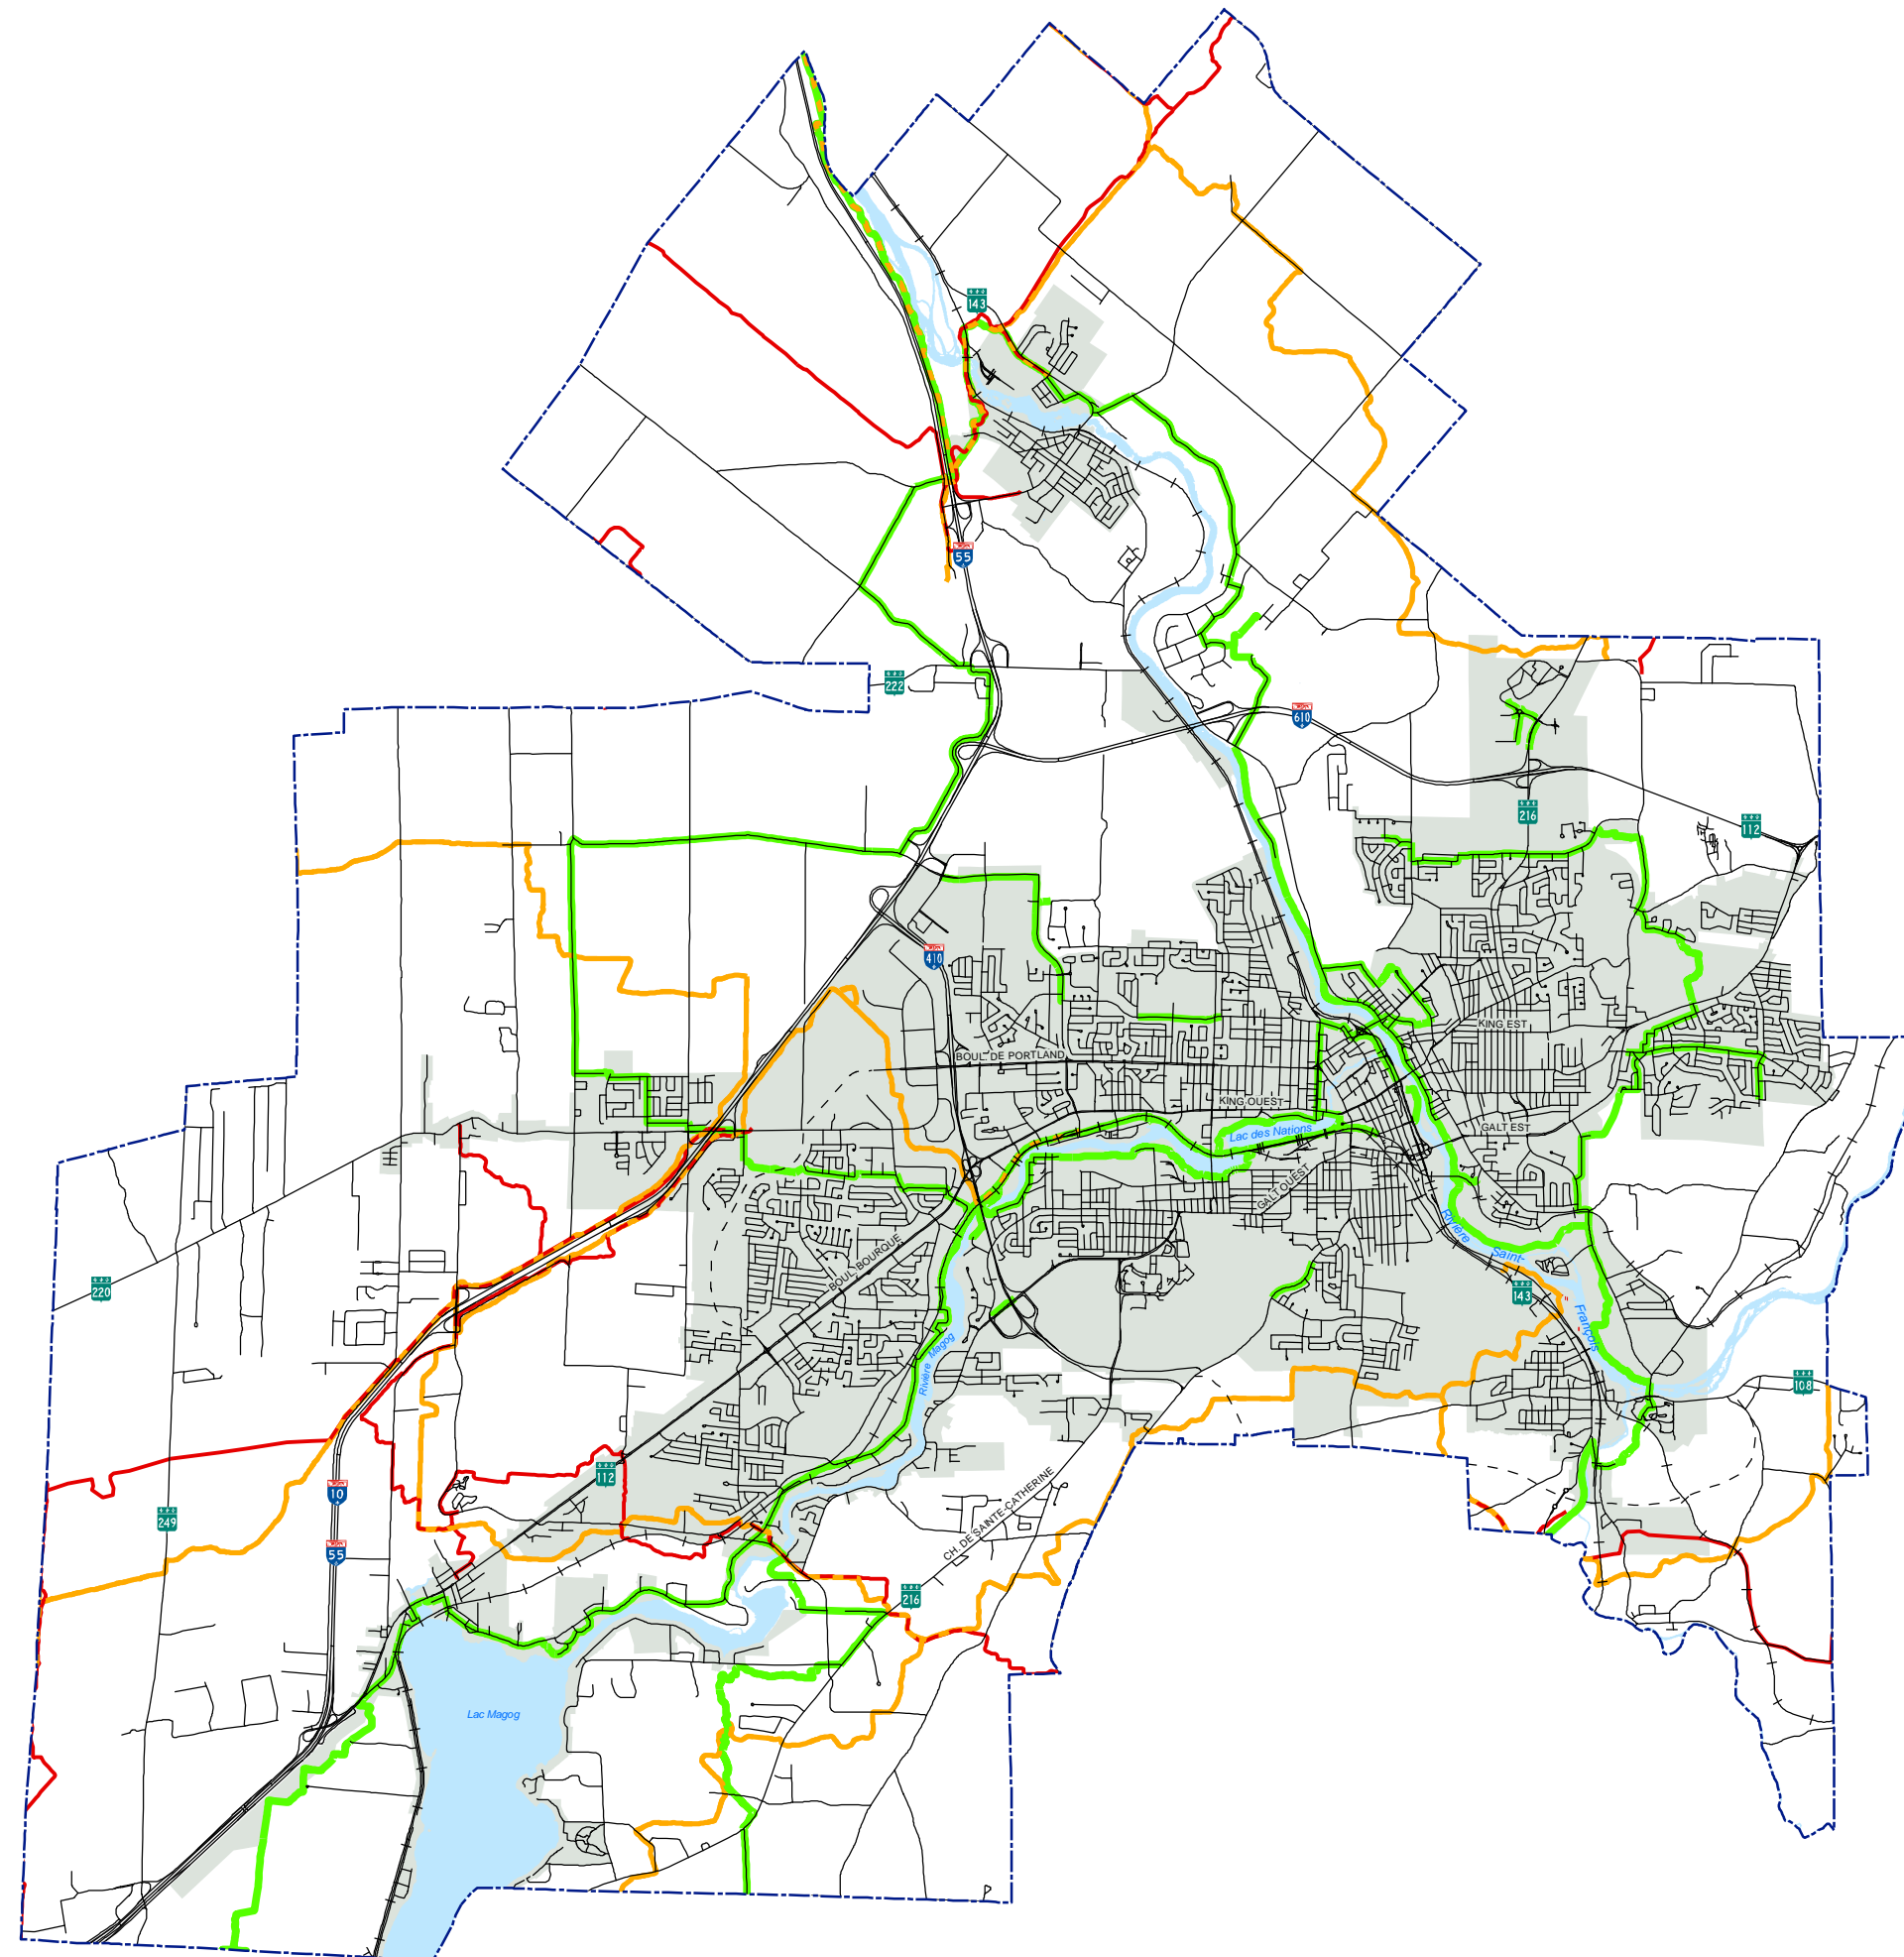 143
55
222
610
216
112
410
KING EST
BOUL. DE PORTLAND
KING OUEST
GALT EST
Lac des Nations
GALT OUEST
Rivière
Saint-
François
BOUL. BOURQUE
220
143
Rivière Magog
108
112
10
CH. DE SAINTE-CATHERINE
249
55
216
Lac Magog